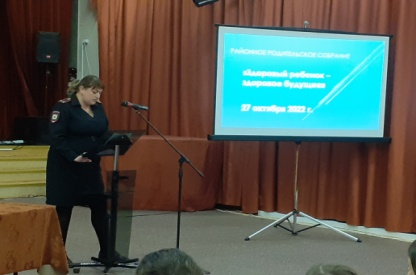 РАЙОННОЕ РОДИТЕЛЬСКОЕ СОБРАНИЕ
«Здоровый ребенок –
здоровое будущее»
27 октября 2022 г.